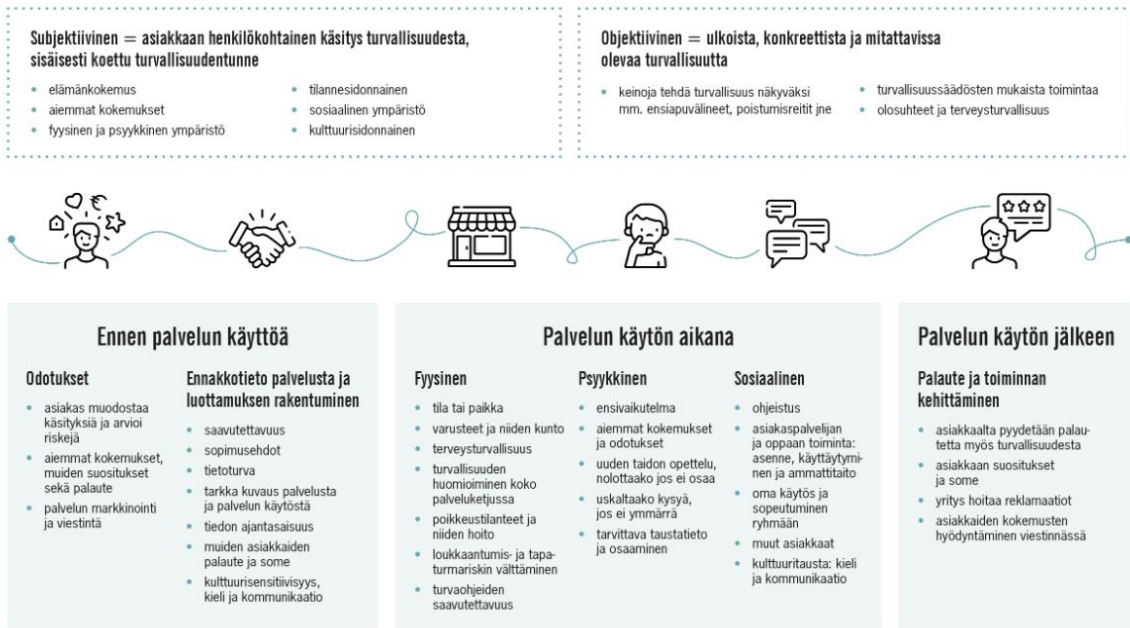 Subjektiivinen = asiakkaan henkilökohtainen käsitys turvallisuudesta,
sisäisesti koettu turvallisuudentunne
• elämänkokemus
• aiemmat kokemukset
• fyysinen ja psyykkinen ympäristö
• tilannesidonnainen
• sosiaalinen ympäristö
• kulttuurisidonnainen
Objektiivinen = ulkoista, konkreettista ja mitattavissa
olevaa turvallisuutta
• keinoja tehdä turvallisuus näkyväksi
mm. ensiapuvälineet, poistumisreitit jne
• turvallisuussäädösten mukaista toimintaa
• olosuhteet ja terveysturvallisuus
Ennen palvelun käyttöä
Odotukset
• asiakas muodostaa
käsityksiä ja arvioi
riskejä
• aiemmat kokemukset,
muiden suositukset
sekä palaute
• palvelun markkinointi
ja viestintä
Ennakkotieto palvelusta ja
luottamuksen rakentuminen
• saavutettavuus
• sopimusehdot
• tietoturva
• tarkka kuvaus palvelusta
ja palvelun käytöstä
• tiedon ajantasaisuus
• muiden asiakkaiden
palaute ja some
• kulttuurisensitiivisyys,
kieli ja kommunikaatio
Palvelun käytön aikana
Fyysinen
• tila tai paikka
• varusteet ja niiden kunto
• terveysturvallisuus
• turvallisuuden
huomioiminen koko
palveluketjussa
• poikkeustilanteet ja
niiden hoito
• loukkaantumis- ja tapa-
turmariskin välttäminen
• turvaohjeiden
saavutettavuus
Psyykkinen
• ensivaikutelma
• aiemmat kokemukset
ja odotukset
• uuden taidon opettelu,
nolottaako jos ei osaa
• uskaltaako kysyä,
jos ei ymmärrä
• tarvittava taustatieto
ja osaaminen
Sosiaalinen
• ohjeistus
• asiakaspalvelijan
ja oppaan toiminta:
asenne, käyttäytymi-
nen ja ammattitaito
• oma käytös ja
sopeutuminen
ryhmään
• muut asiakkaat
• kulttuuritausta: kieli
ja kommunikaatio
Palvelun käytön jälkeen
Palaute ja toiminnan
kehittäminen
• asiakkaalta pyydetään palau-
tetta myös turvallisuudesta
• asiakkaan suositukset
ja some
• yritys hoitaa reklamaatiot
• asiakkaiden kokemusten
hyödyntäminen viestinnässä